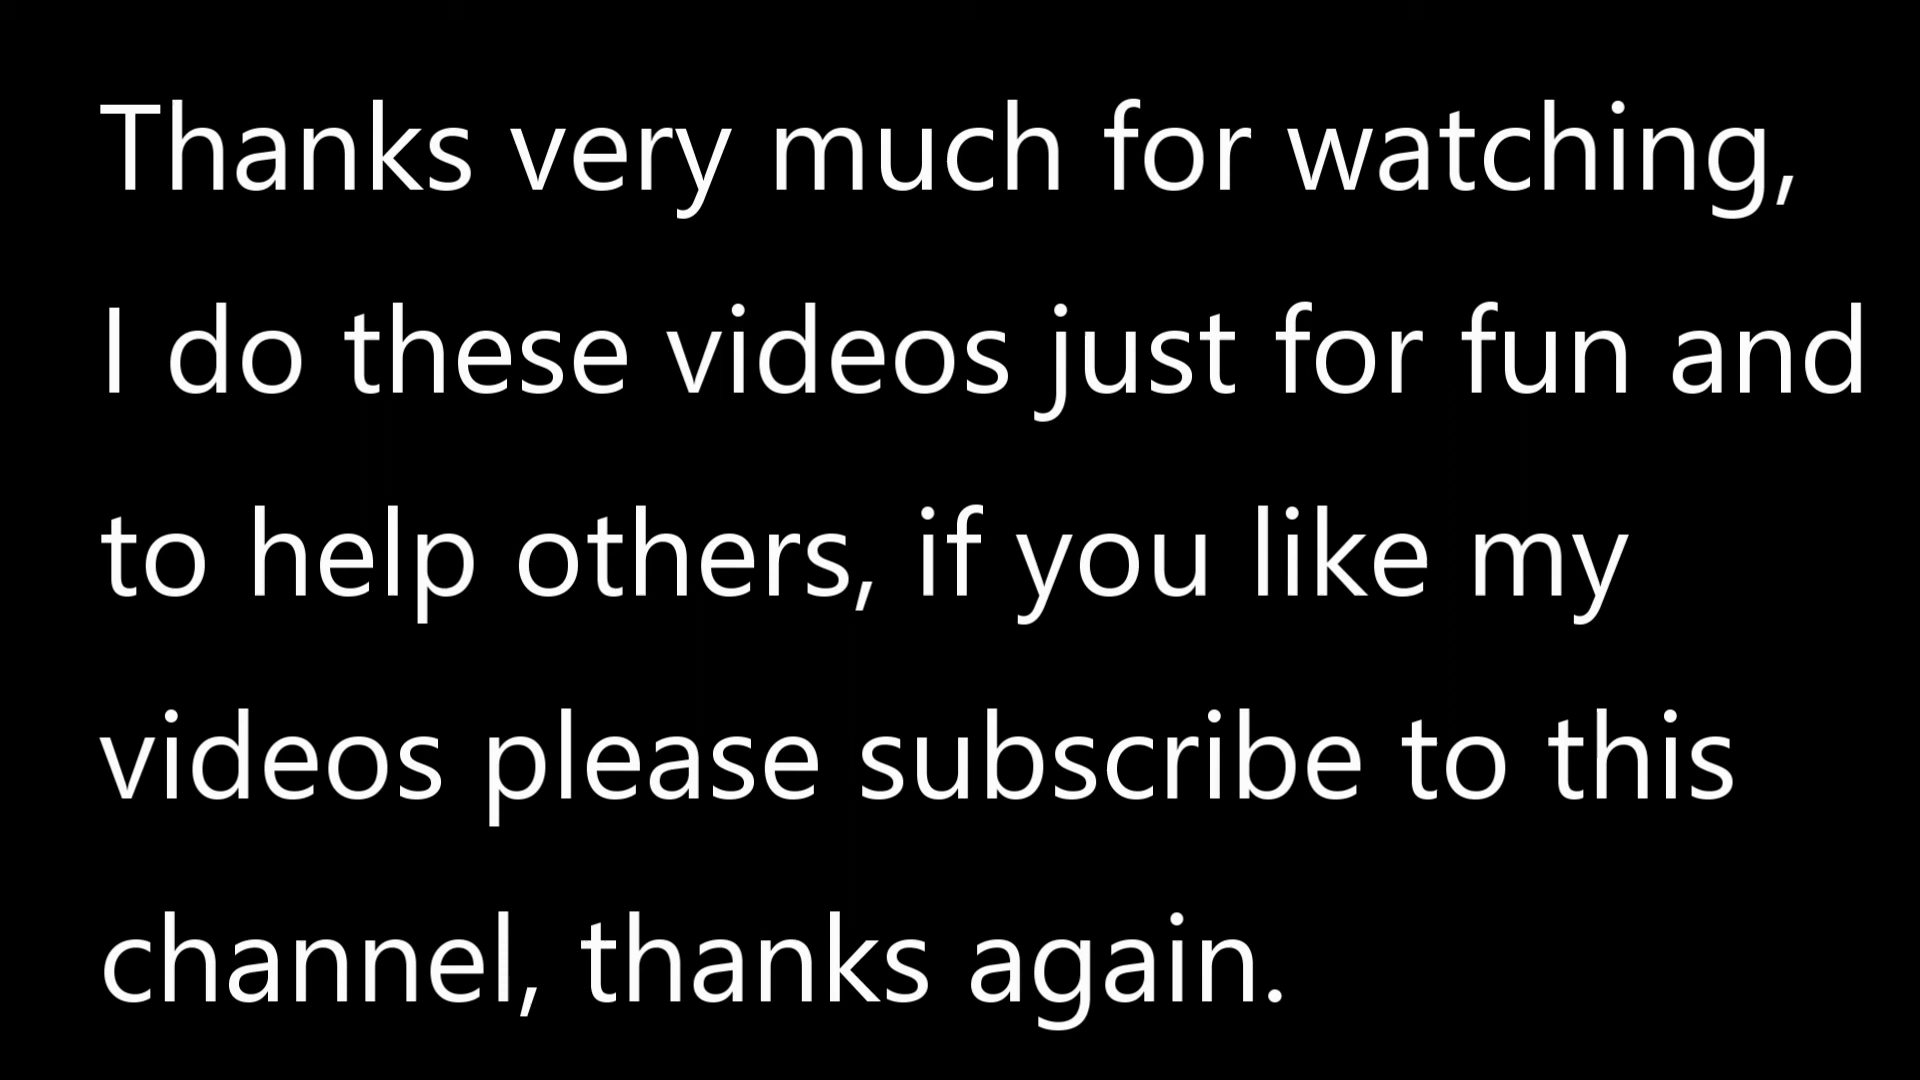 Thanks very much for watching,
I do these videos just for fun and
to help others, if you like my
videos please subscribe to this
channel, thanks again.